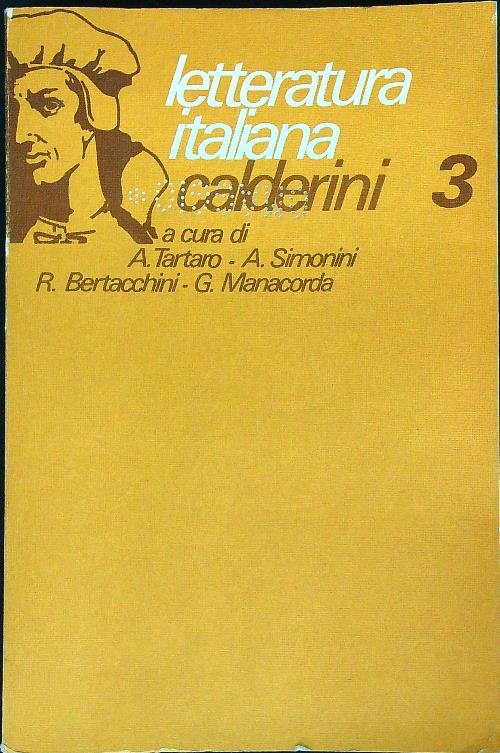 letteratura
italiana
calderini 3
a cura di
A. Tartaro - A. Simonini
R. Bertacchini - G. Manacorda